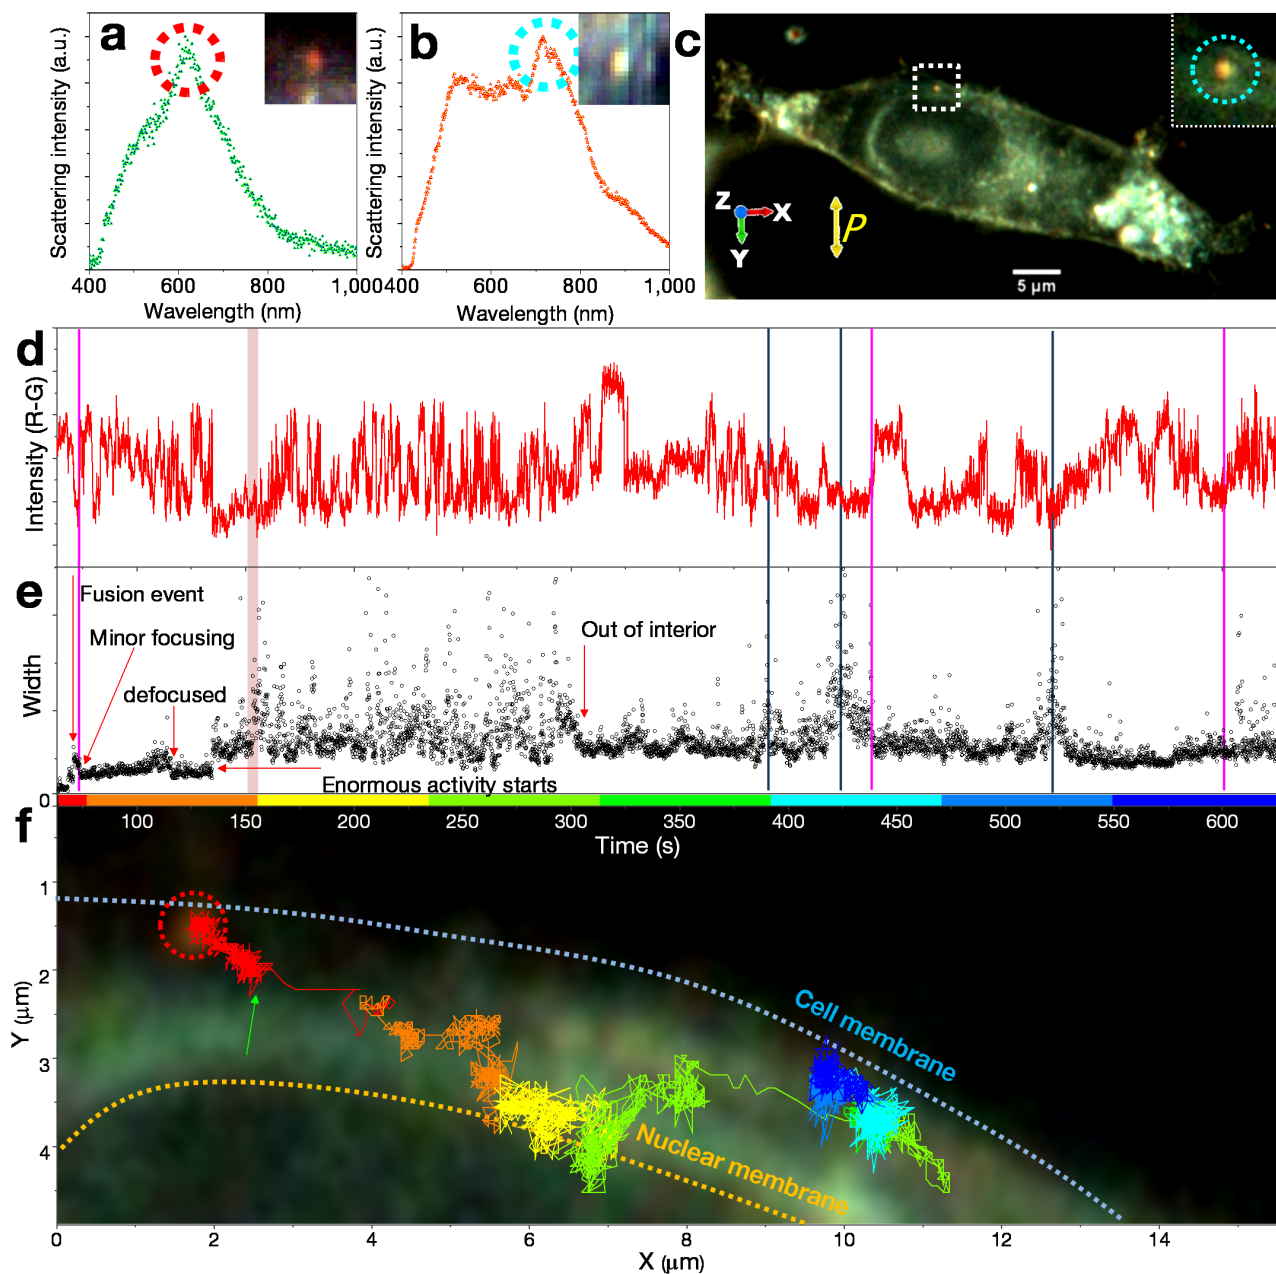 a
Scattering intensity (a.u.)
400
600
800
1,000
Wavelength (nm)
b
Scattering intensity (a.u.)
400
600
800
1,000
Wavelength (nm)
c
Z
X
Y
P
5 µm
d
Intensity (R-G)
e
Width
Fusion event
Minor focusing
defocused
Out of interior
Enormous activity starts
0
100
150
200
250
300
350
400
450
500
550
600
Time (s)
f
Y (µm)
1
2
3
4
Cell membrane
Nuclear membrane
0
2
4
6
8
10
12
14
X (µm)